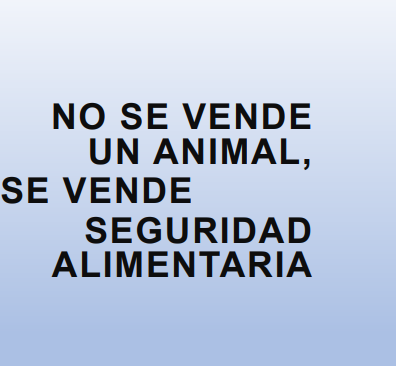 NO SE VENDE
UN ANIMAL,
SE VENDE
SEGURIDAD
ALIMENTARIA